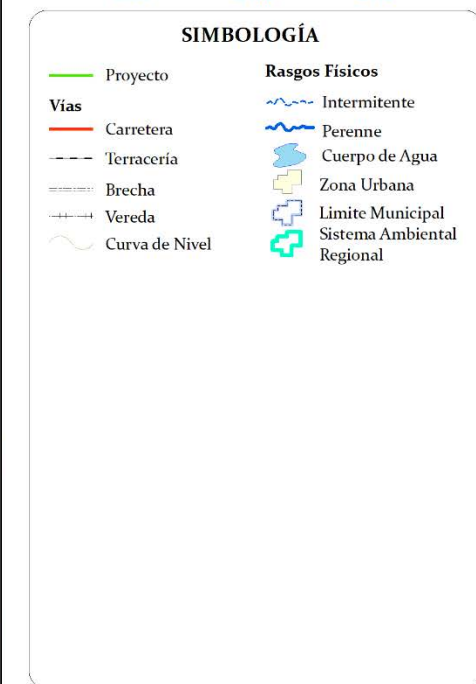 SIMBOLOGÍA
Proyecto
Vías
Carretera
Terracería
Brecha
Vereda
Curva de Nivel
Rasgos Físicos
Intermitente
Perenne
Cuerpo de Agua
Zona Urbana
Limite Municipal
Sistema Ambiental
Regional